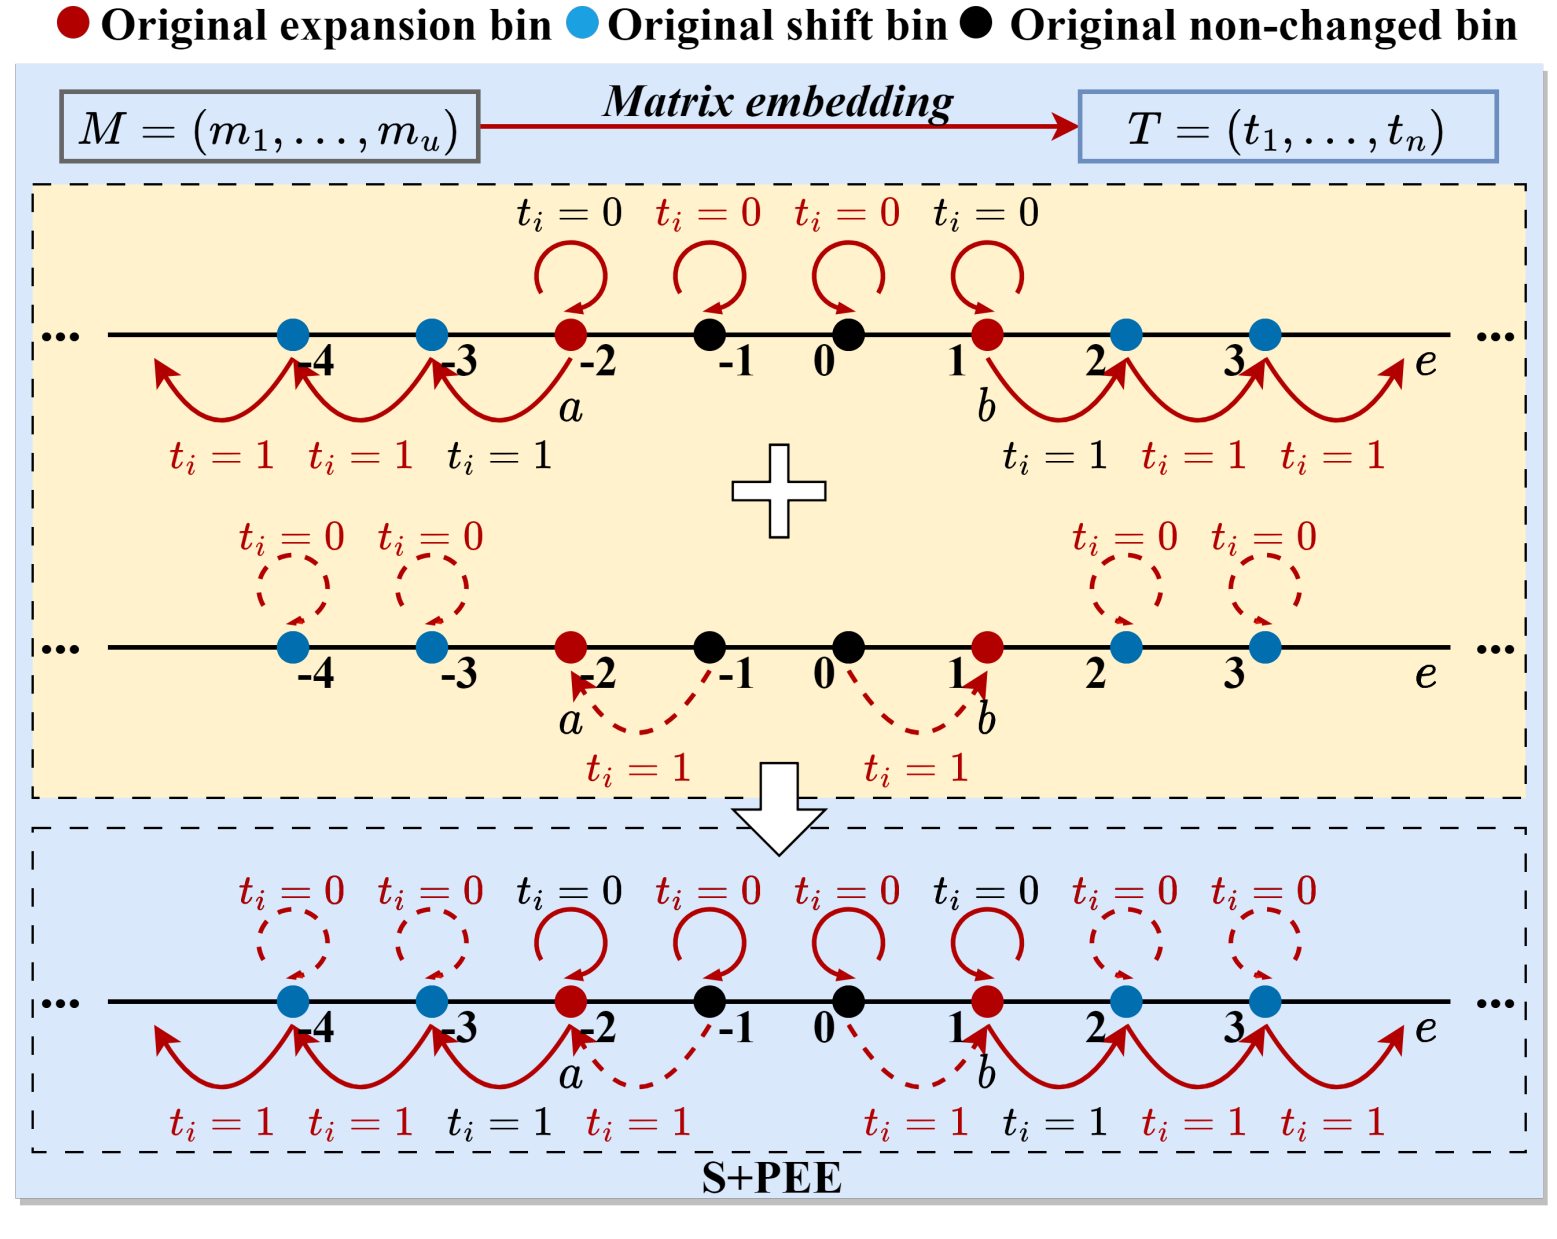 Original expansion bin Original shift bin Original non-changed bin
M = (m₁, . . . , mᵤ) Matrix embedding T = (t₁, . . . , tₙ)
tᵢ = 0 tᵢ = 0 tᵢ = 0 tᵢ = 0
... -4 -3 -2 -1 0 1 2 3 e ...
a b
tᵢ = 1 tᵢ = 1 tᵢ = 1 tᵢ = 1 tᵢ = 1 tᵢ = 1
tᵢ = 0 tᵢ = 0 tᵢ = 0 tᵢ = 0
... -4 -3 -2 -1 0 1 2 3 e ...
a b
tᵢ = 1 tᵢ = 1
tᵢ = 0 tᵢ = 0 tᵢ = 0 tᵢ = 0 tᵢ = 0 tᵢ = 0 tᵢ = 0 tᵢ = 0
... -4 -3 -2 -1 0 1 2 3 e ...
a b
tᵢ = 1 tᵢ = 1 tᵢ = 1 tᵢ = 1 tᵢ = 1 tᵢ = 1 tᵢ = 1 tᵢ = 1
S+PEE